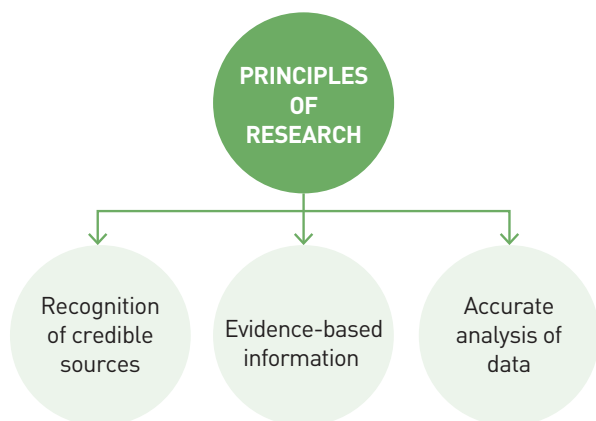 PRINCIPLES
OF
RESEARCH
Recognition
of credible
sources
Evidence-based
information
Accurate
analysis of
data